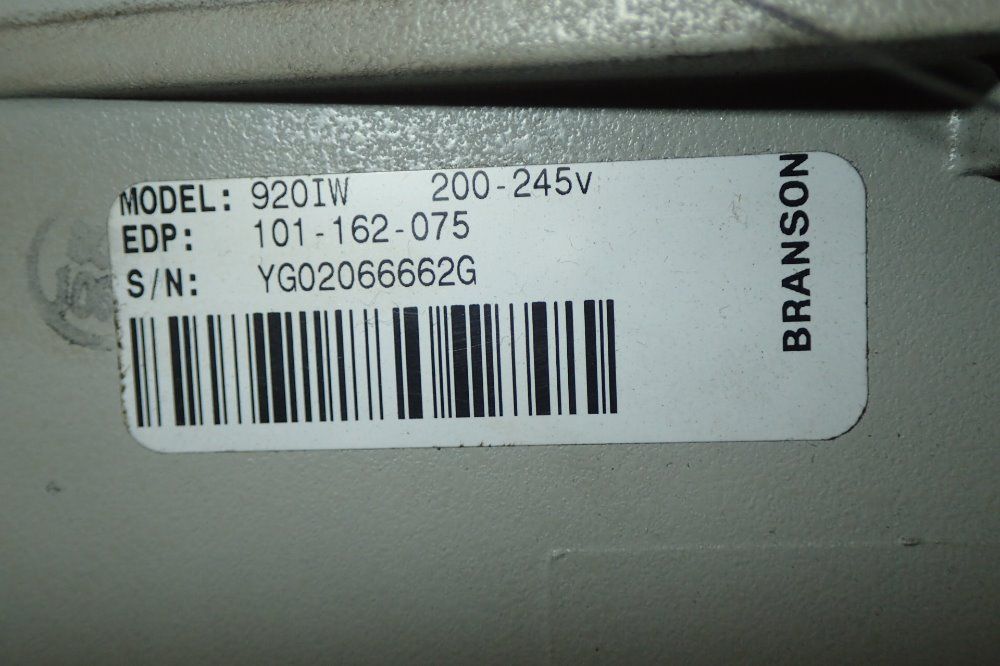 MODEL: 920IW 200-245v
EDP: 101-162-075
S/N: YG02066662G
BRANSON